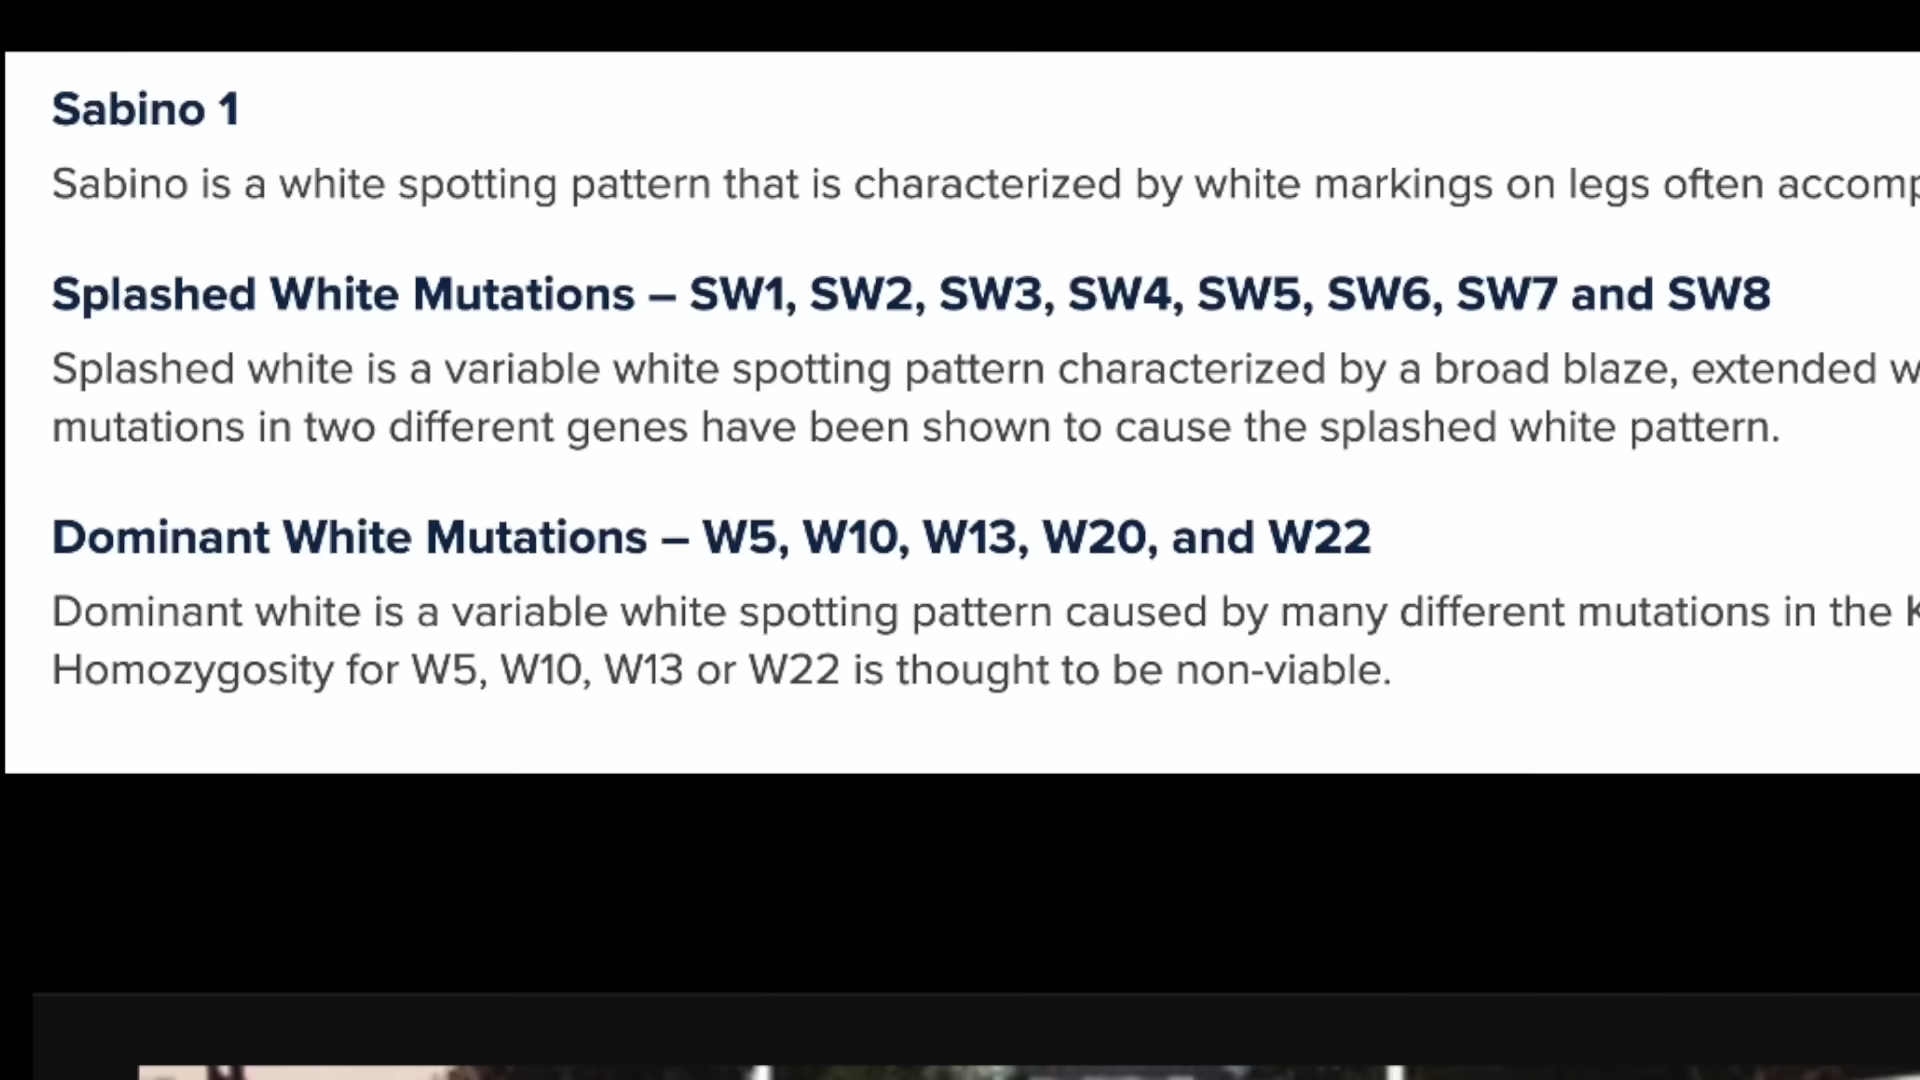 Sabino 1
Sabino is a white spotting pattern that is characterized by white markings on legs often
Splashed White Mutations – SW1, SW2, SW3, SW4, SW5, SW6, SW7 and SW8
Splashed white is a variable white spotting pattern characterized by a broad blaze, extended
mutations in two different genes have been shown to cause the splashed white pattern.
Dominant White Mutations – W5, W10, W13, W20, and W22
Dominant white is a variable white spotting pattern caused by many different mutations in the
Homozygosity for W5, W10, W13 or W22 is thought to be non-viable.